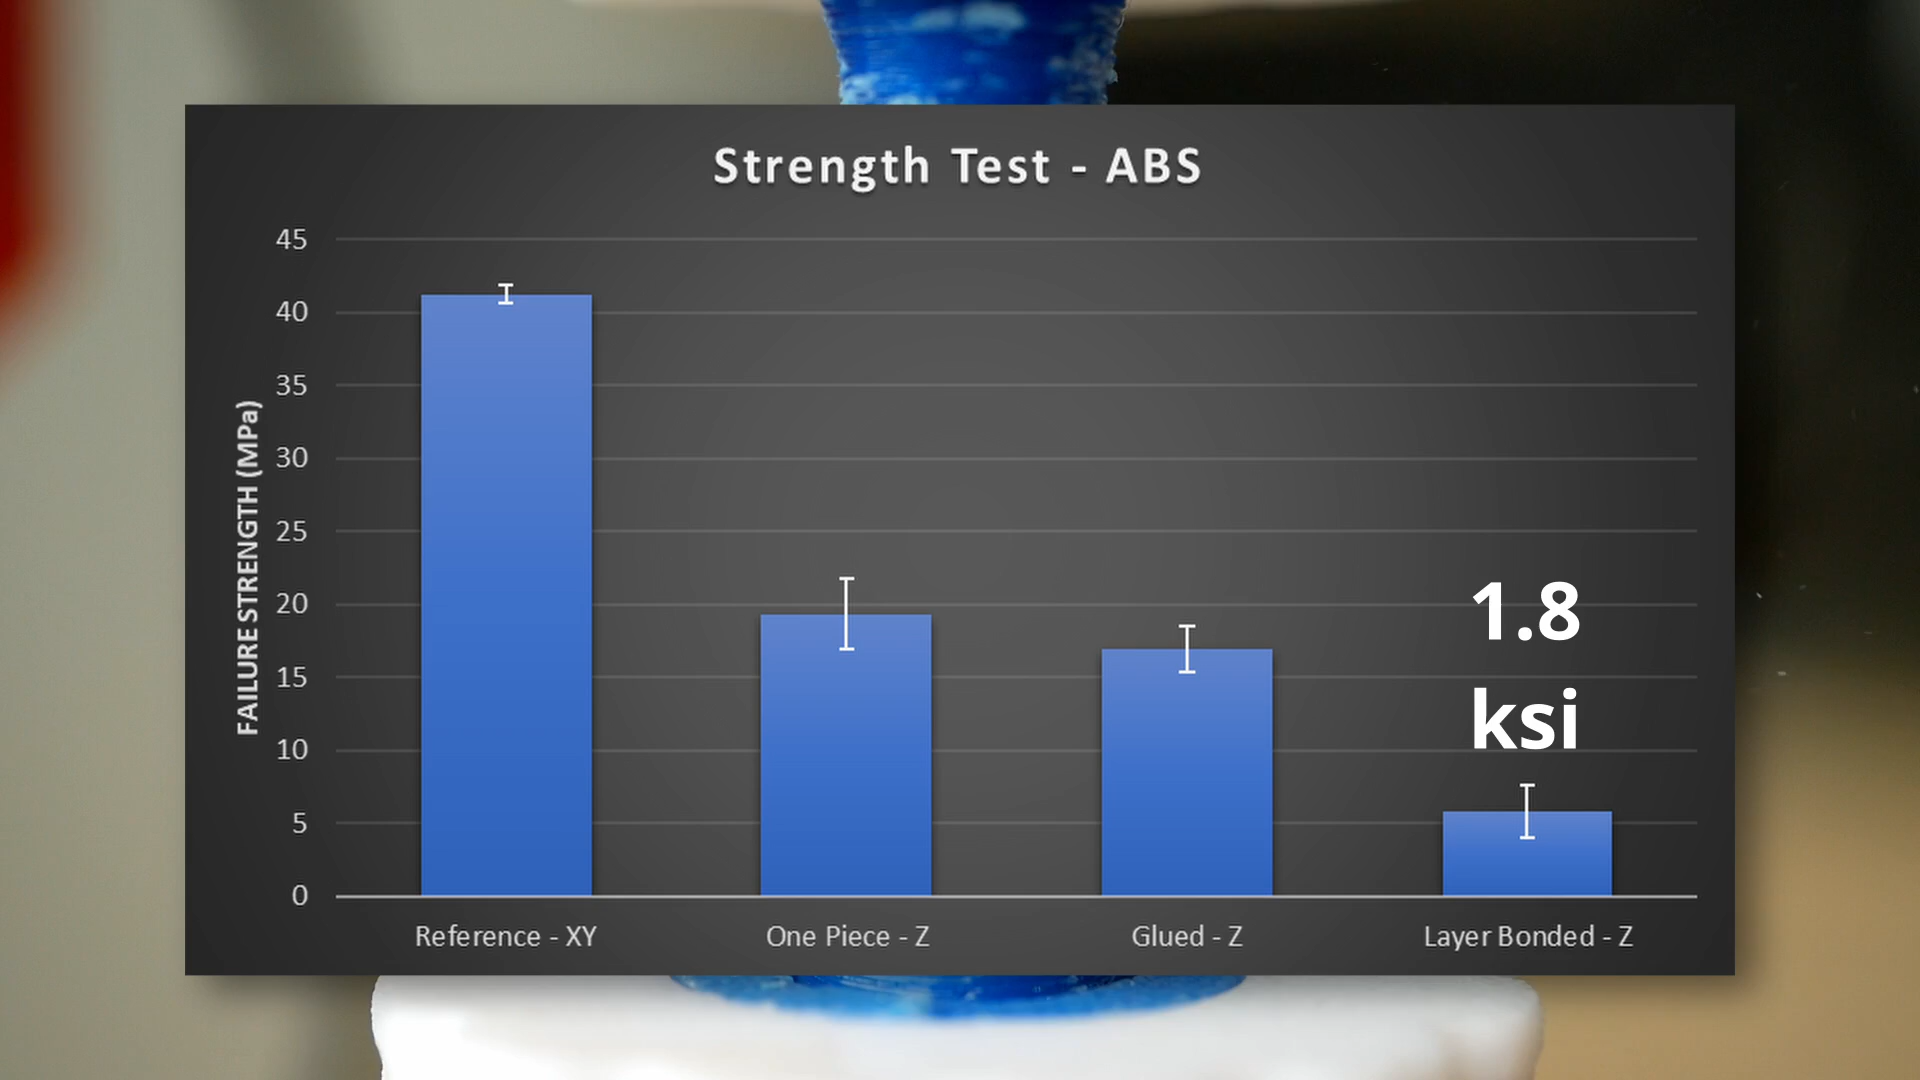 Strength Test - ABS
FAILURE STRENGTH (MPa)
45
40
35
30
25
20
15
10
5
0
1.8
ksi
Reference - XY
One Piece - Z
Glued - Z
Layer Bonded - Z